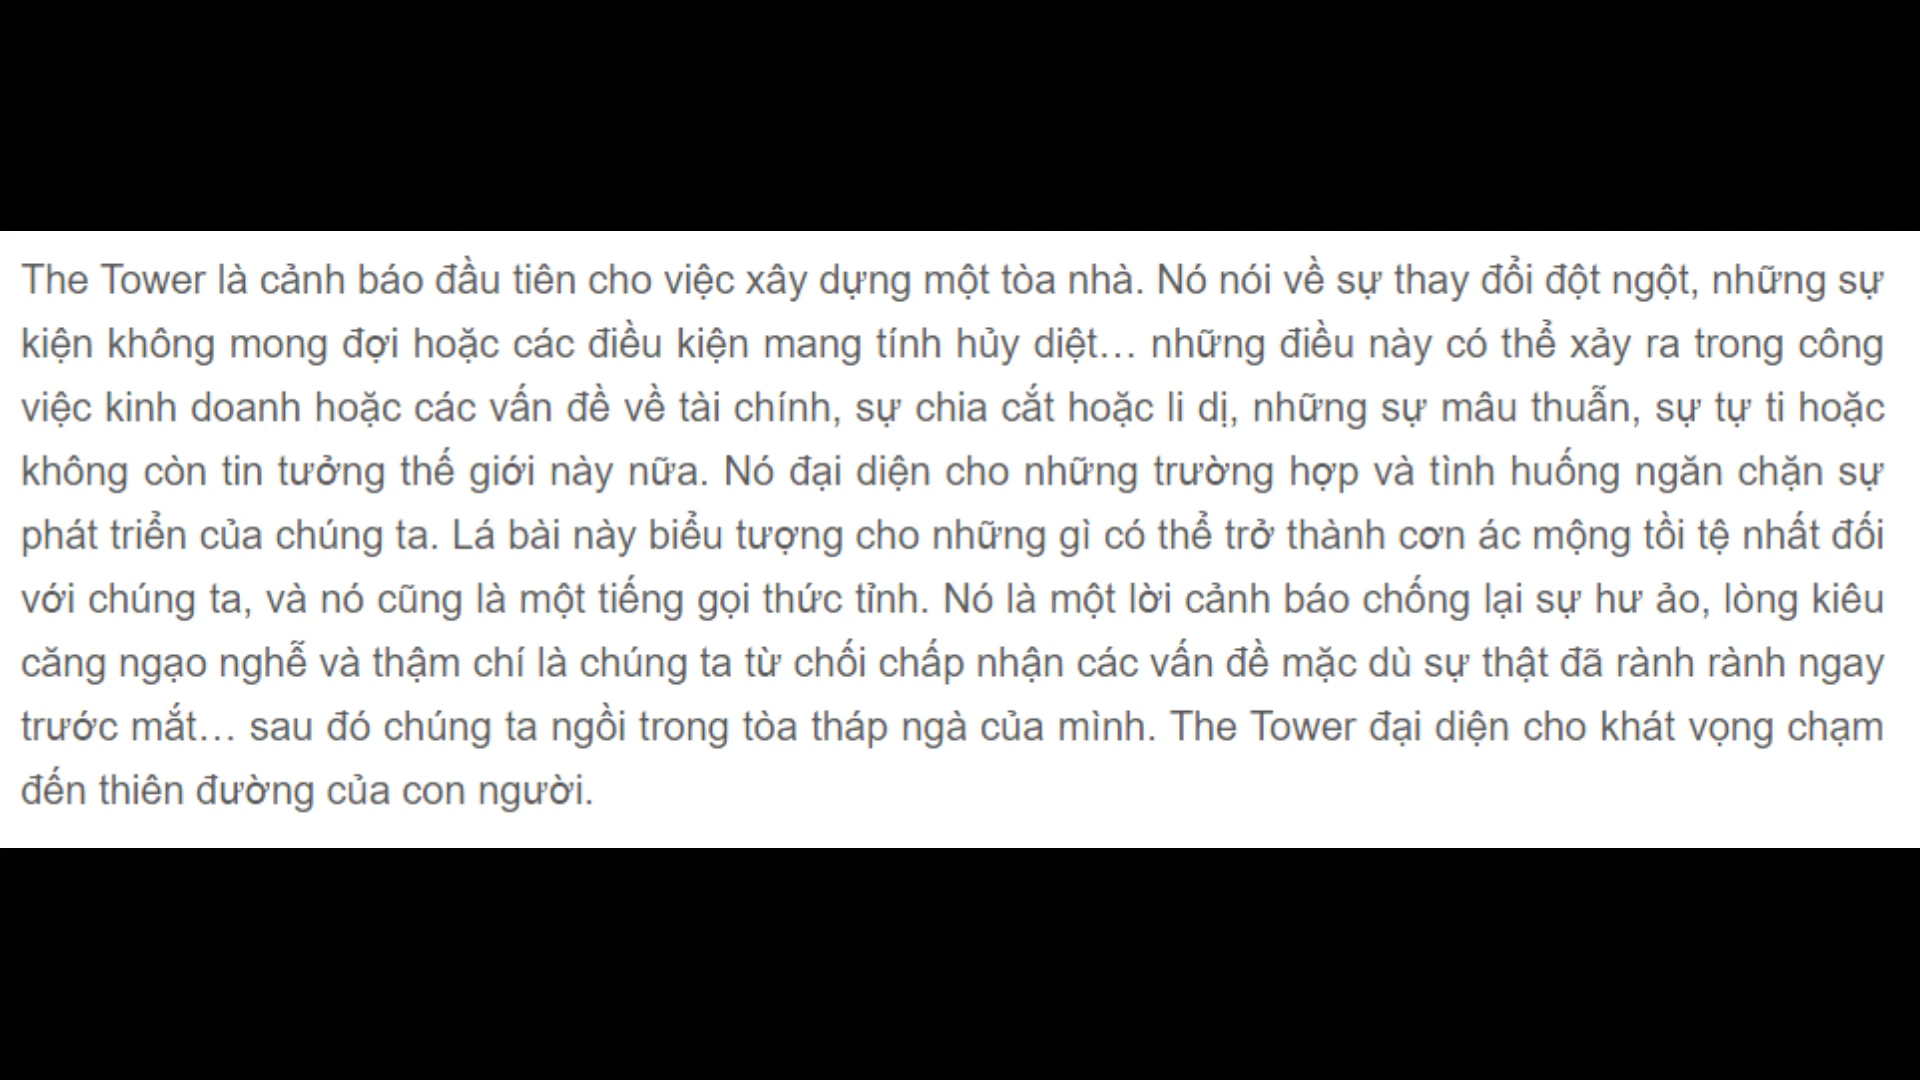 The Tower là cảnh báo đầu tiên cho việc xây dựng một tòa nhà. Nó nói về sự thay đổi đột ngột, những sự
kiện không mong đợi hoặc các điều kiện mang tính hủy diệt... những điều này có thể xảy ra trong công
việc kinh doanh hoặc các vấn đề về tài chính, sự chia cắt hoặc li dị, những sự mâu thuẫn, sự tự ti hoặc
không còn tin tưởng thế giới này nữa. Nó đại diện cho những trường hợp và tình huống ngăn chặn sự
phát triển của chúng ta. Lá bài này biểu tượng cho những gì có thể trở thành cơn ác mộng tồi tệ nhất đối
với chúng ta, và nó cũng là một tiếng gọi thức tỉnh. Nó là một lời cảnh báo chống lại sự hư ảo, lòng kiêu
căng ngạo nghễ và thậm chí là chúng ta từ chối chấp nhận các vấn đề mặc dù sự thật đã rành rành ngay
trước mắt... sau đó chúng ta ngồi trong tòa tháp ngà của mình. The Tower đại diện cho khát vọng chạm
đến thiên đường của con người.